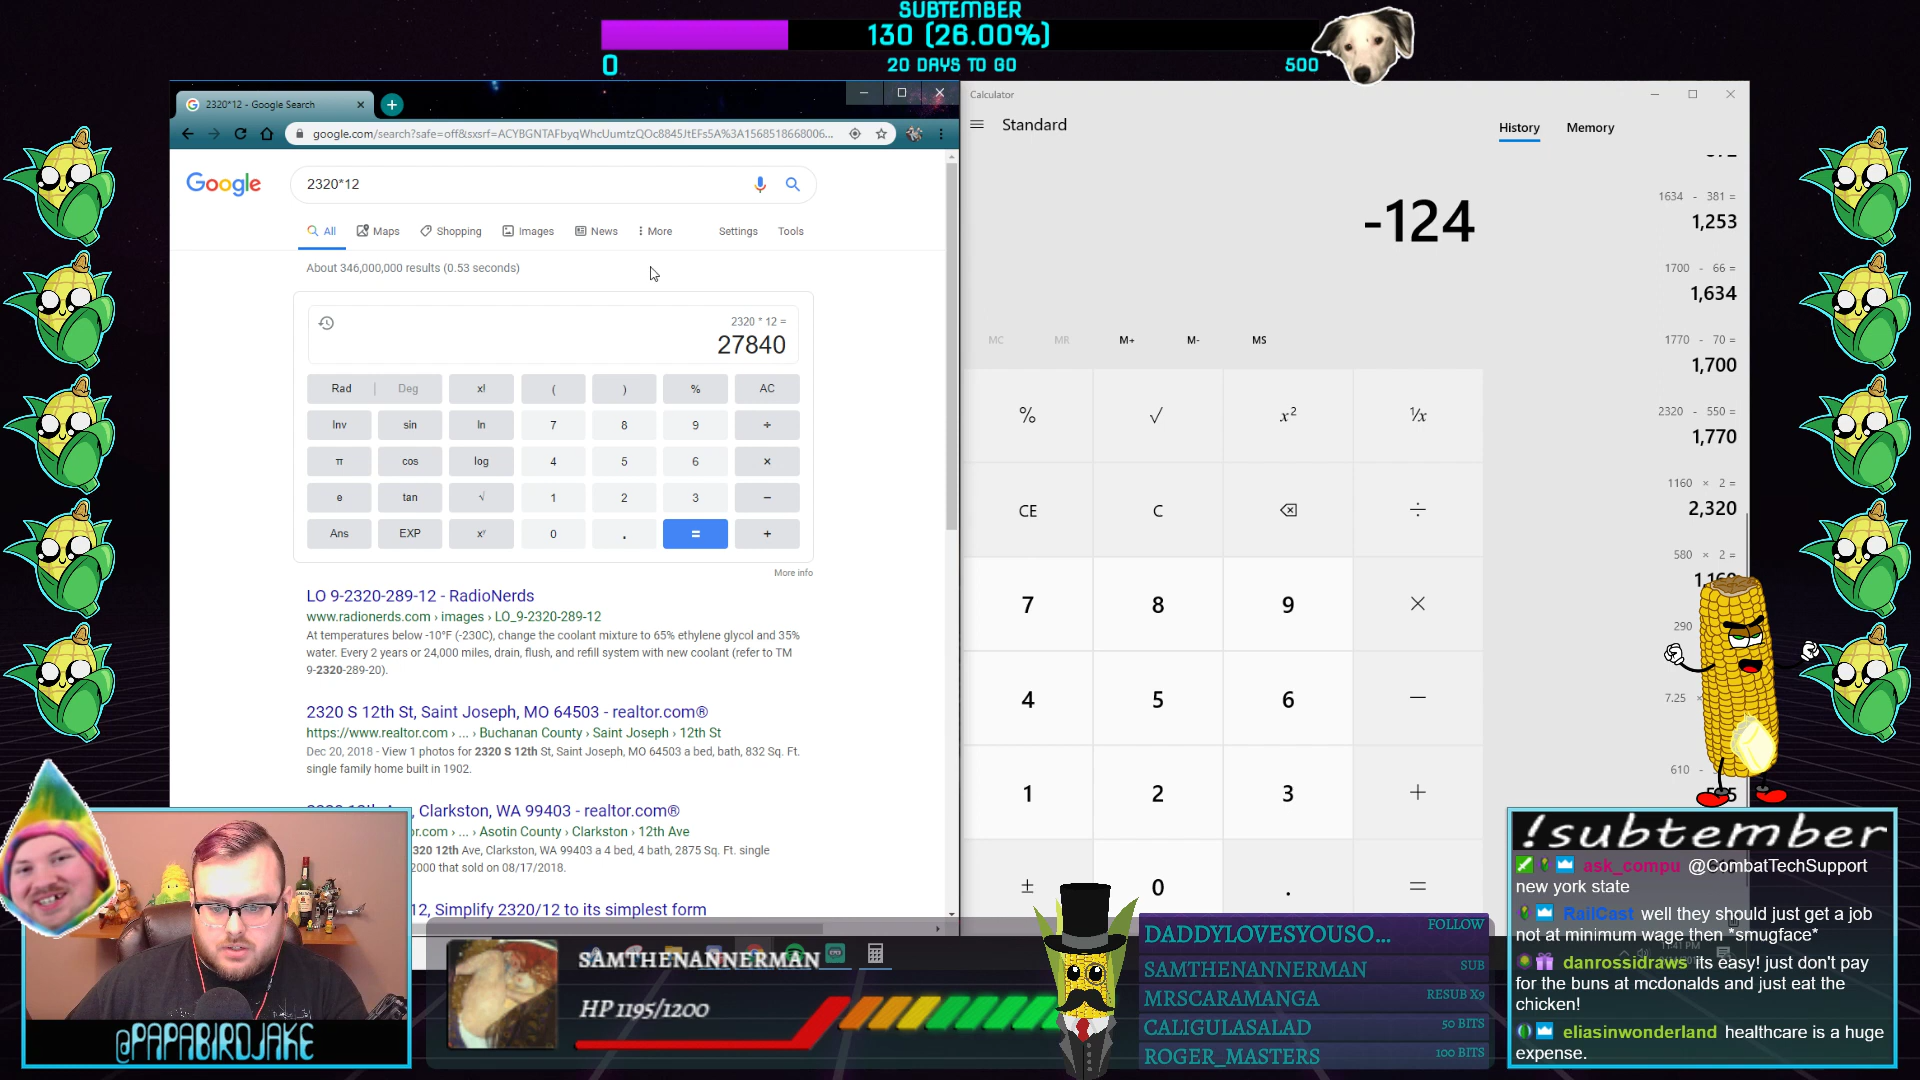 SUBTEMBER
130 (26.00%)
0
20 DAYS TO GO
500
2320*12 - Google Search
google.com/search?safe=off&sxsrf=ACYBGNTAFbyqWhcUumtzQOc8845JtEFs5A%3A1568518668006...
Google
2320*12
All
Maps
Shopping
Images
News
More
Settings
Tools
About 346,000,000 results (0.53 seconds)
2320 * 12 =
27840
Rad | Deg x! ( ) % AC
Inv sin ln 7 8 9 ÷
π cos log 4 5 6 ×
e tan √ 1 2 3 −
Ans EXP xʸ 0 . = +
More info
LO 9-2320-289-12 - RadioNerds
www.radionerds.com › images › LO_9-2320-289-12
At temperatures below -10°F (-230C), change the coolant mixture to 65% ethylene glycol and 35%
water. Every 2 years or 24,000 miles, drain, flush, and refill system with new coolant (refer to TM
9-2320-289-20).
2320 S 12th St, Saint Joseph, MO 64503 - realtor.com®
https://www.realtor.com › ... › Buchanan County › Saint Joseph › 12th St
Dec 20, 2018 - View 1 photos for 2320 S 12th St, Saint Joseph, MO 64503 a bed, bath, 832 Sq. Ft.
single family home built in 1902.
, Clarkston, WA 99403 - realtor.com®
or.com › ... › Asotin County › Clarkston › 12th Ave
320 12th Ave, Clarkston, WA 99403 a 4 bed, 4 bath, 2875 Sq. Ft. single
2000 that sold on 08/17/2018.
12, Simplify 2320/12 to its simplest form
Calculator
Standard
History
Memory
-124
MC MR M+ M- MS
% √ x² ¹/x
CE C ÷
7 8 9 ×
4 5 6 −
1 2 3 +
± 0 . =
1634 - 381 =
1,253
1700 - 66 =
1,634
1770 - 70 =
1,700
2320 - 550 =
1,770
1160 × 2 =
2,320
580 × 2 =
290
7.25 ×
610 -
@PAPABIRDJAKE
SAMTHENANNERMAN
HP 1195/1200
DADDYLOVESYOUSO... FOLLOW
SAMTHENANNERMAN SUB
MRSCARAMANGA RESUB X9
CALIGULASALAD 50 BITS
ROGER_MASTERS 100 BITS
!subtember
ask_compu @CombatTechSupport
new york state
RailCast well they should just get a job
not at minimum wage then *smugface*
danrossidraws its easy! just don't pay
for the buns at mcdonalds and just eat the
chicken!
eliasinwonderland healthcare is a huge
expense.